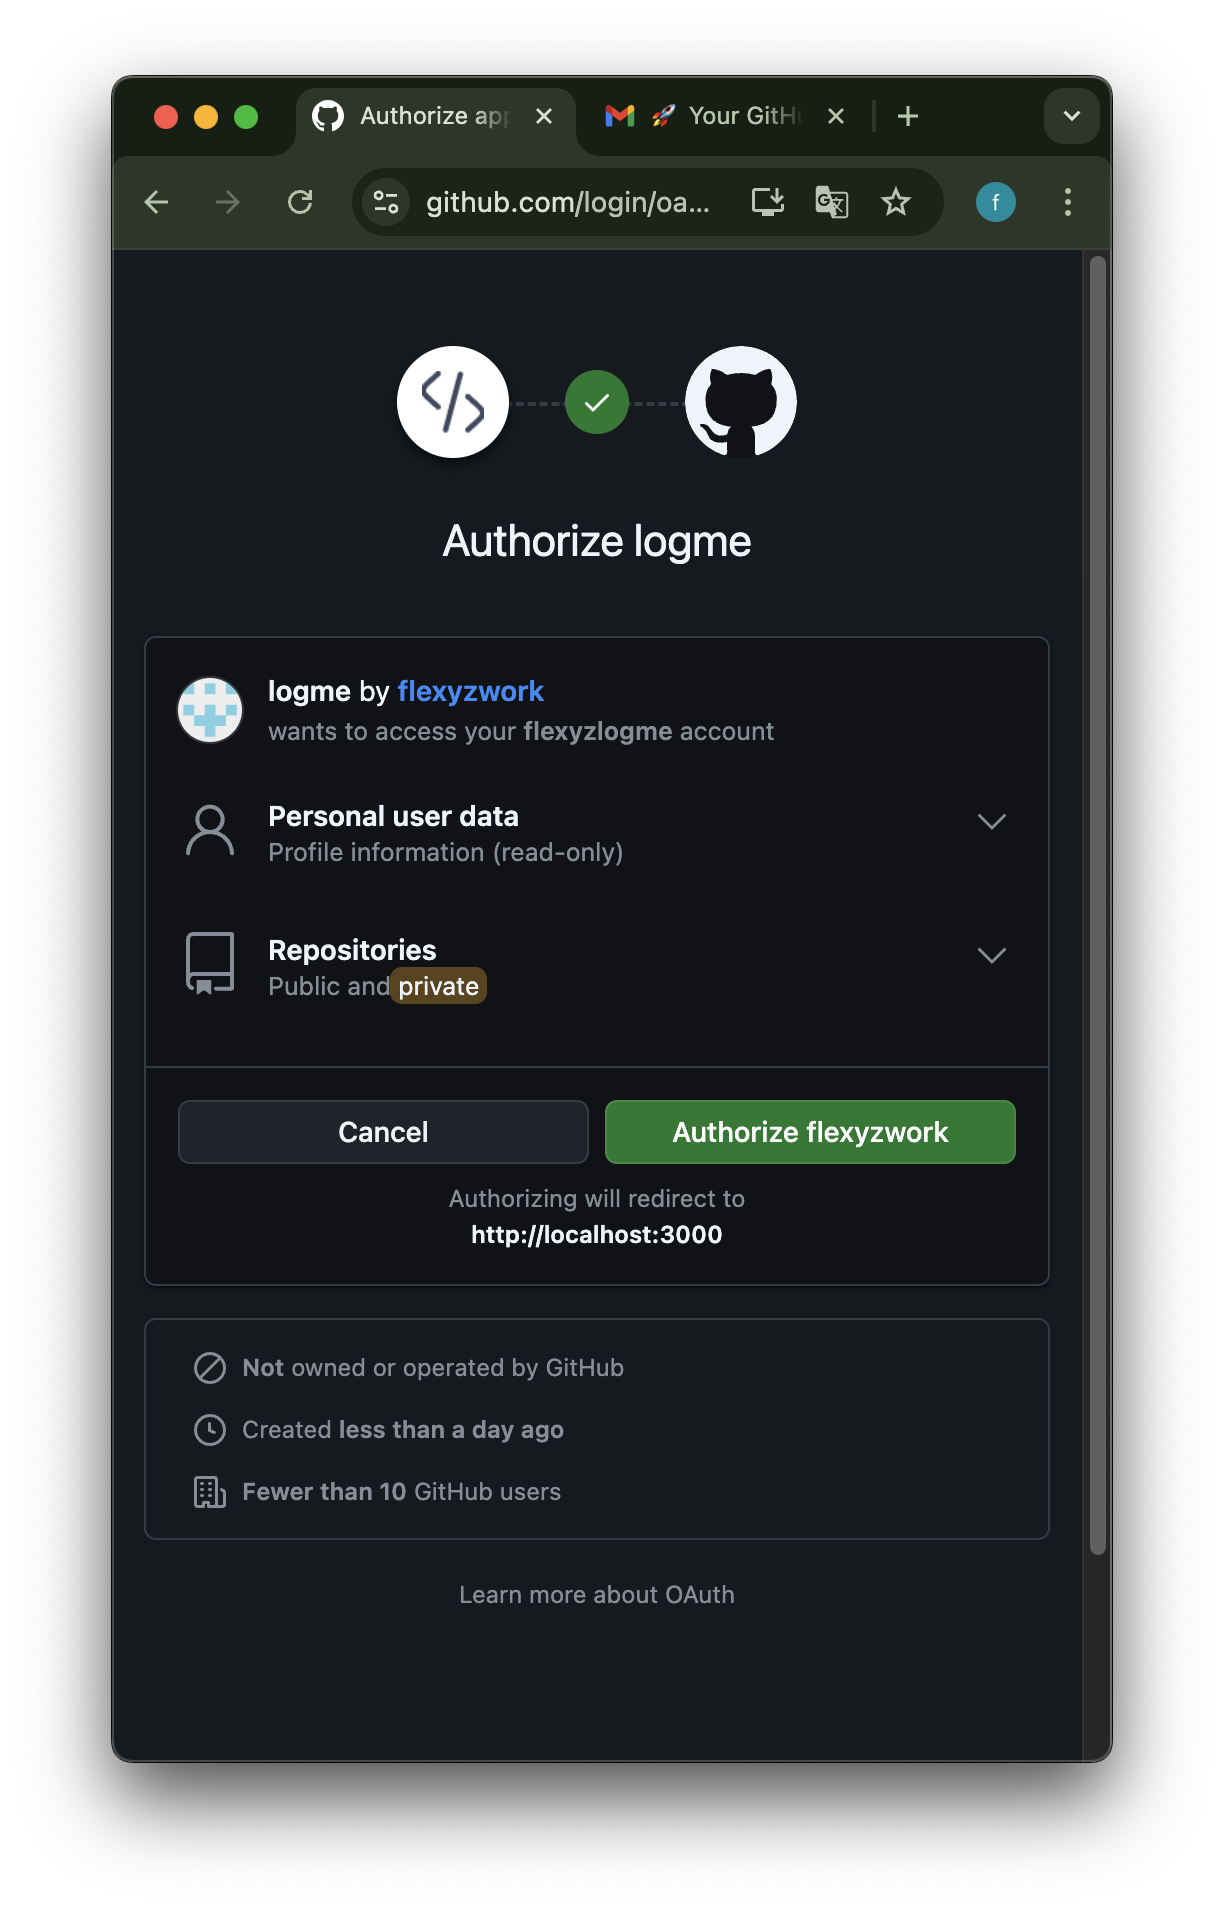 Authorize app
Your GitHu
github.com/login/oa...
f
Authorize logme
logme by flexyzwork
wants to access your flexyzlogme account
Personal user data
Profile information (read-only)
Repositories
Public and private
Cancel
Authorize flexyzwork
Authorizing will redirect to
http://localhost:3000
Not owned or operated by GitHub
Created less than a day ago
Fewer than 10 GitHub users
Learn more about OAuth